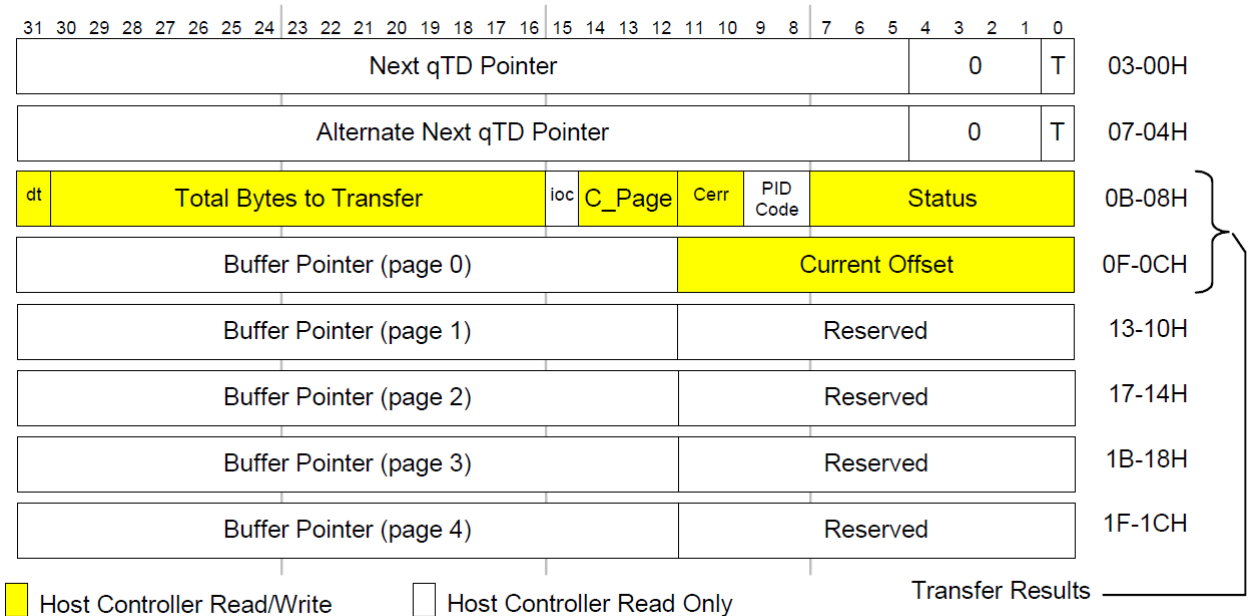 31 30 29 28 27 26 25 24 23 22 21 20 19 18 17 16 15 14 13 12 11 10 9 8 7 6 5 4 3 2 1 0
Next qTD Pointer 0 T 03-00H
Alternate Next qTD Pointer 0 T 07-04H
dt Total Bytes to Transfer ioc C_Page Cerr PID Code Status 0B-08H
Buffer Pointer (page 0) Current Offset 0F-0CH
Buffer Pointer (page 1) Reserved 13-10H
Buffer Pointer (page 2) Reserved 17-14H
Buffer Pointer (page 3) Reserved 1B-18H
Buffer Pointer (page 4) Reserved 1F-1CH
Host Controller Read/Write Host Controller Read Only Transfer Results